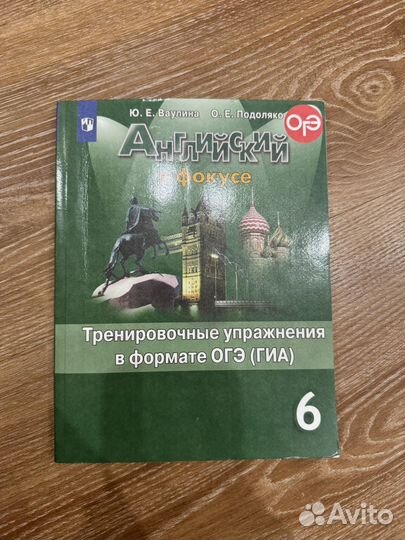 Ю. Е. Ваулина О. Е. Подоляко
ОГЭ
Английский
фокусе
Тренировочные упражнения
в формате ОГЭ (ГИА)
6
Avito